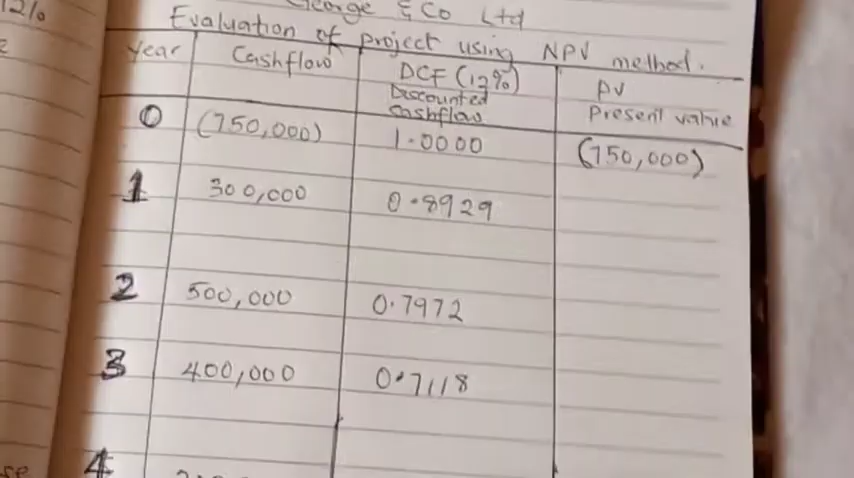 George & Co Ltd
Evaluation of project using NPV method.
year Cashflow DCF (12%) PV
Discounted cashflow Present value
0 (750,000) 1.0000 (750,000)
1 300,000 0.8929
2 500,000 0.7972
3 400,000 0.7118
4
12%